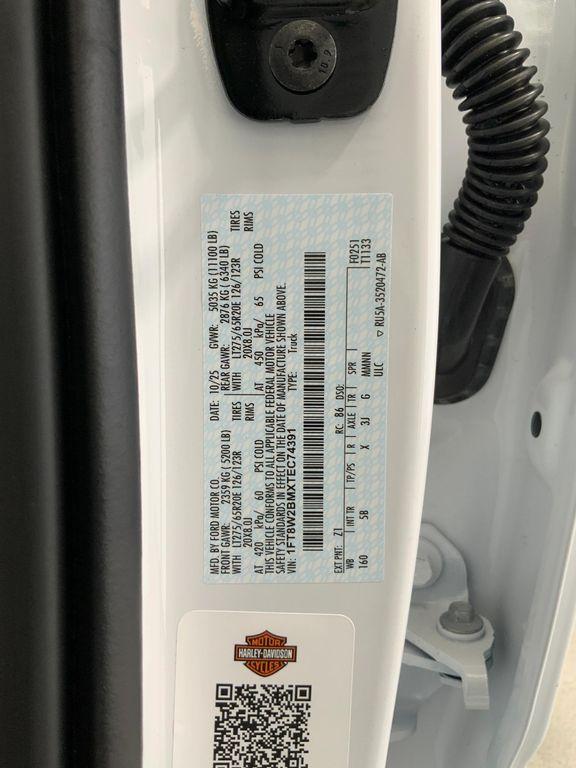 10.9
MFD. BY FORD MOTOR CO. DATE: 10/25 GVWR: 5035 KG (11100 LB)
FRONT GAWR: 2359 KG (5200 LB) REAR GAWR: 2876 KG (6340 LB)
WITH LT275/65R20E 126/123R TIRES WITH LT275/65R20E 126/123R TIRES
20X8.0J RIMS 20X8.0J RIMS
AT 420 kPa/ 60 PSI COLD AT 450 kPa/ 65 PSI COLD
THIS VEHICLE CONFORMS TO ALL APPLICABLE FEDERAL MOTOR VEHICLE
SAFETY STANDARDS IN EFFECT ON THE DATE OF MANUFACTURE SHOWN ABOVE.
VIN: 1FT8W2BMXTEC74391 TYPE: Truck
F0251
T1133
EXT PNT: Z1 RC: 86 DSO:
WB INT TR TP/PS R AXLE TR SPR
160 5B X 3J G MMNN
ULC ▽ RU5A-3520472-AB
MOTOR
HARLEY-DAVIDSON
CYCLES